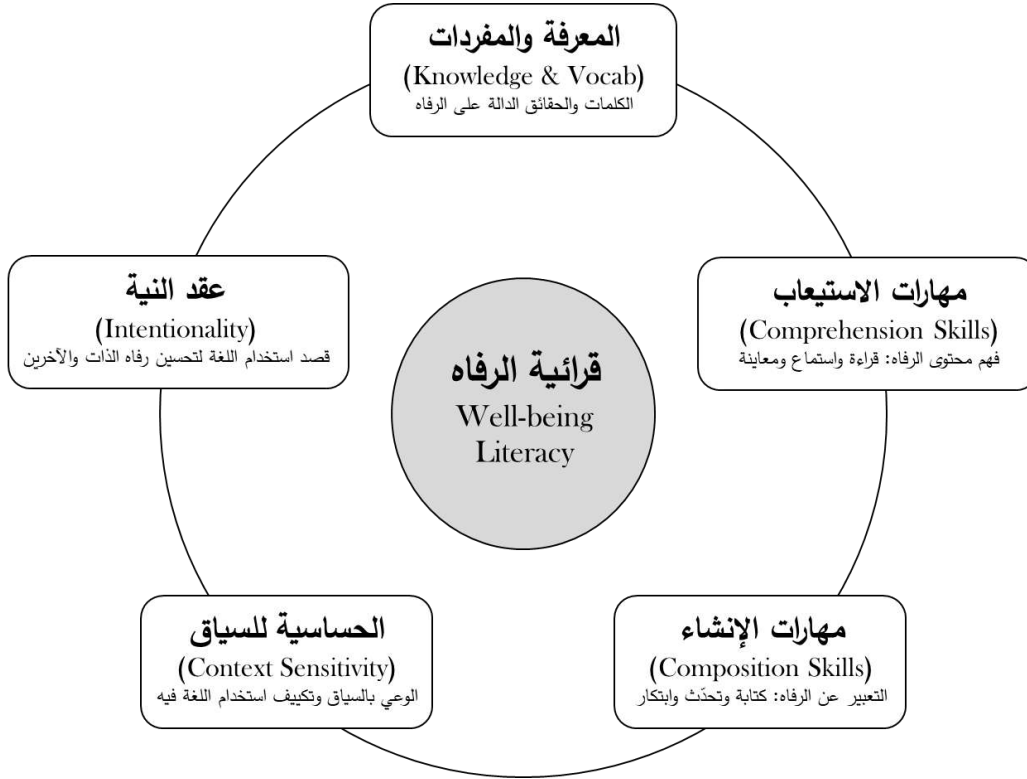 المعرفة والمفردات
(Knowledge & Vocab)
الكلمات والحقائق الدالة على الرفاه
مهارات الاستيعاب
(Comprehension Skills)
فهم محتوى الرفاه: قراءة واستماع ومعاينة
مهارات الإنشاء
(Composition Skills)
التعبير عن الرفاه: كتابة وتحدّث وابتكار
الحساسية للسياق
(Context Sensitivity)
الوعي بالسياق وتكييف استخدام اللغة فيه
عقد النية
(Intentionality)
قصد استخدام اللغة لتحسين رفاه الذات والآخرين
قرائية الرفاه
Well-being
Literacy